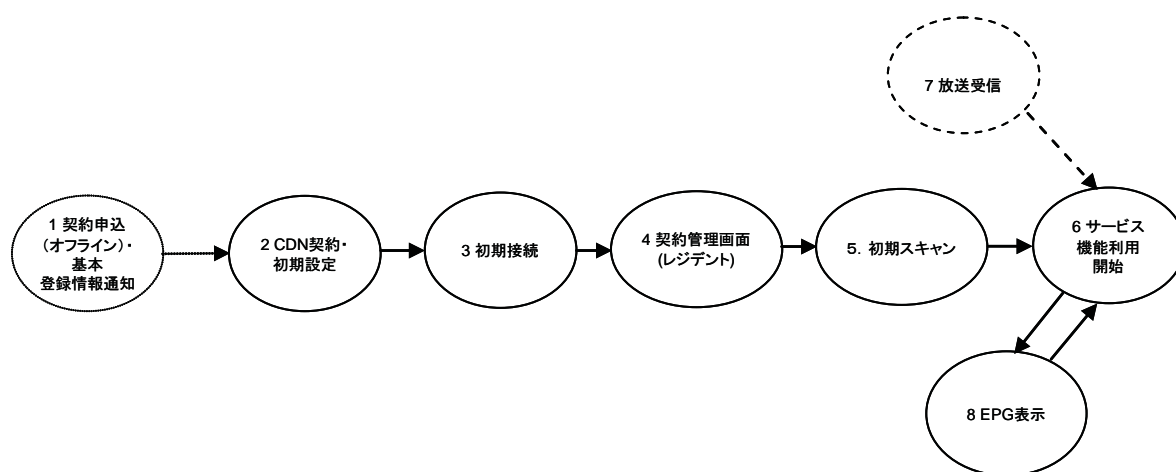 7 放送受信
1 契約申込
（オフライン）・
基本
登録情報通知
2 CDN契約・
初期設定
3 初期接続
4 契約管理画面
(レジデント)
5．初期スキャン
6 サービス
機能利用
開始
8 EPG表示